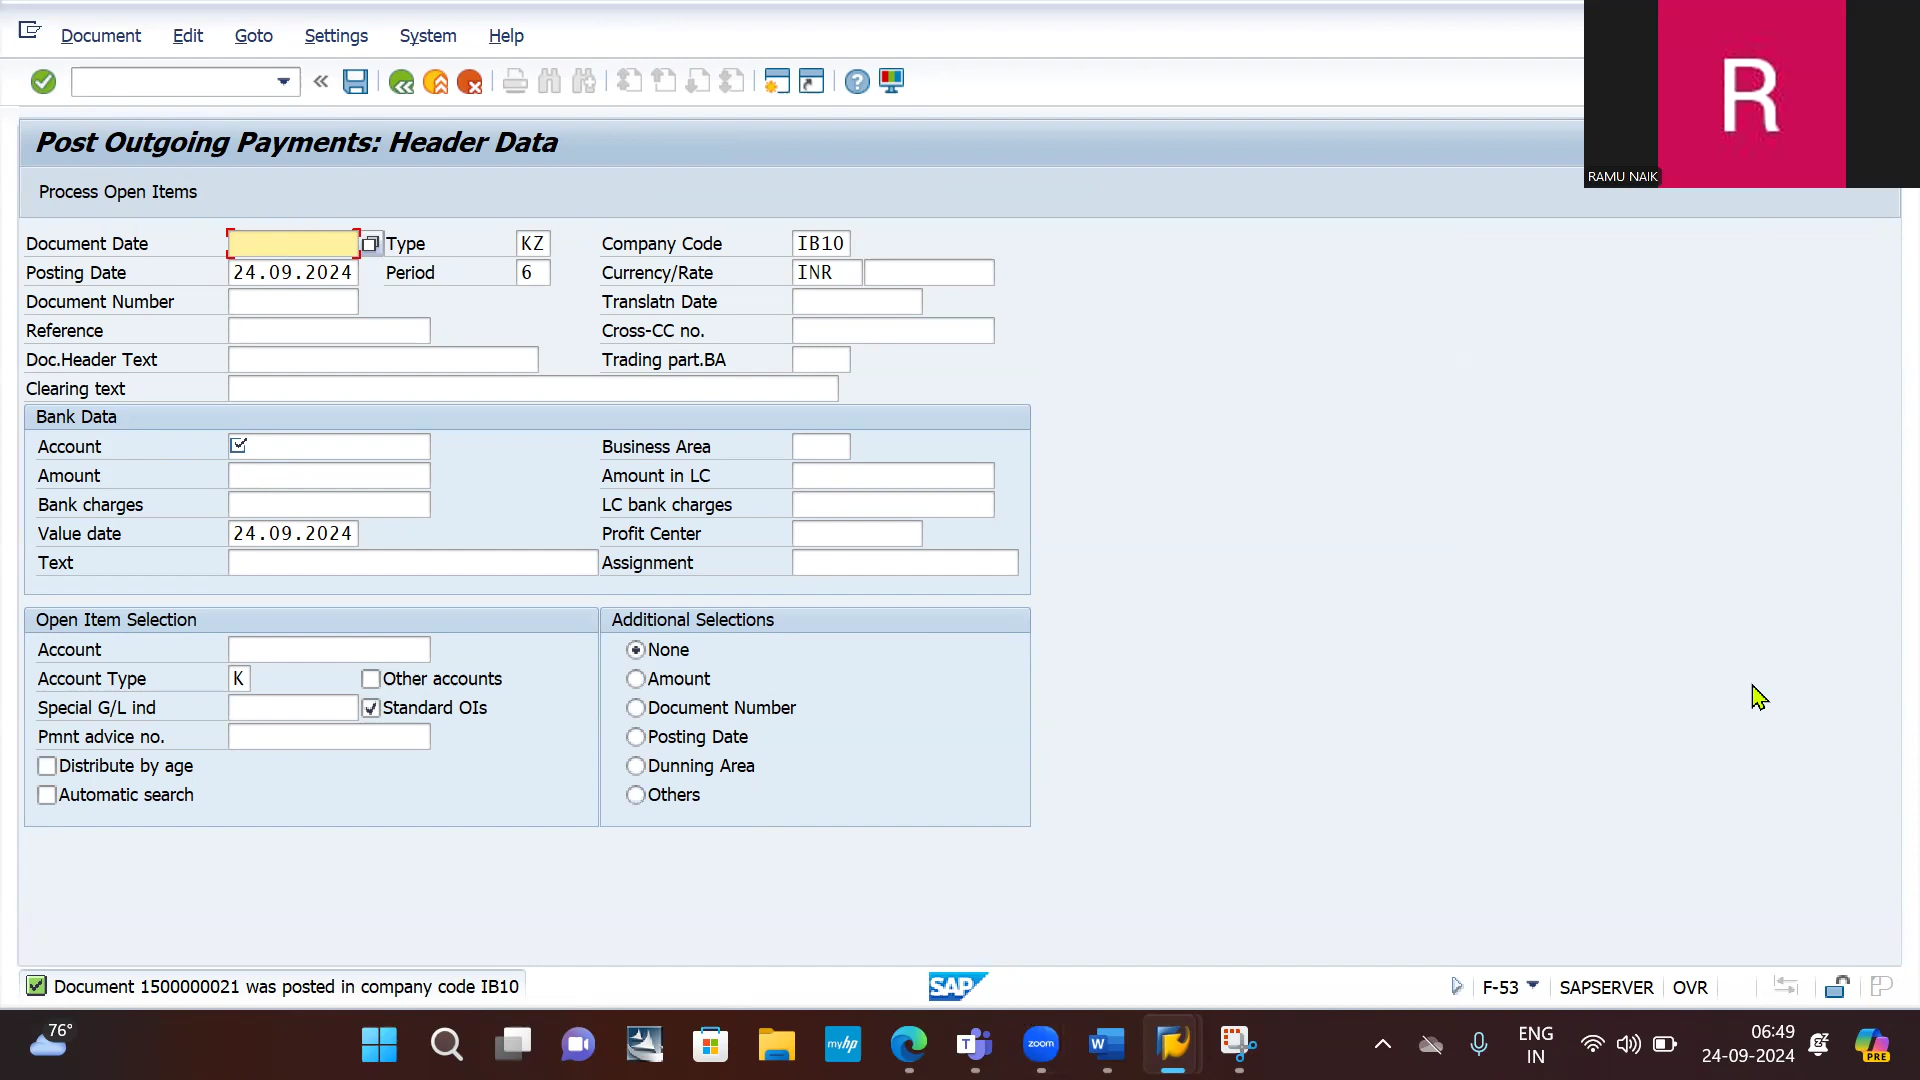 Document Edit Goto Settings System Help
R
RAMU NAIK
Post Outgoing Payments: Header Data
Process Open Items
Document Date Type KZ Company Code IB10
Posting Date 24.09.2024 Period 6 Currency/Rate INR
Document Number Translatn Date
Reference Cross-CC no.
Doc.Header Text Trading part.BA
Clearing text
Bank Data
Account Business Area
Amount Amount in LC
Bank charges LC bank charges
Value date 24.09.2024 Profit Center
Text Assignment
Open Item Selection Additional Selections
Account None
Account Type K Other accounts Amount
Special G/L ind Standard OIs Document Number
Pmnt advice no. Posting Date
Distribute by age Dunning Area
Automatic search Others
Document 1500000021 was posted in company code IB10 SAP F-53 SAPSERVER OVR
76° myhp T zoom W ENG 06:49
IN 24-09-2024 PRE